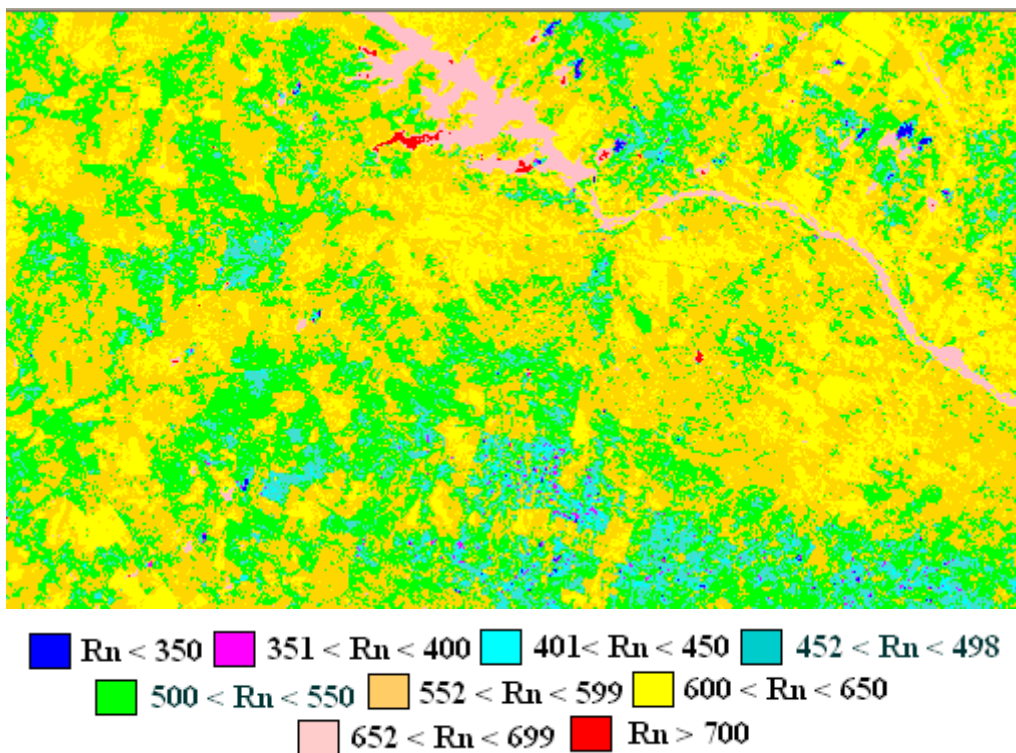 Rn < 350 351 < Rn < 400 401< Rn < 450 452 < Rn < 498
500 < Rn < 550 552 < Rn < 599 600 < Rn < 650
652 < Rn < 699 Rn > 700